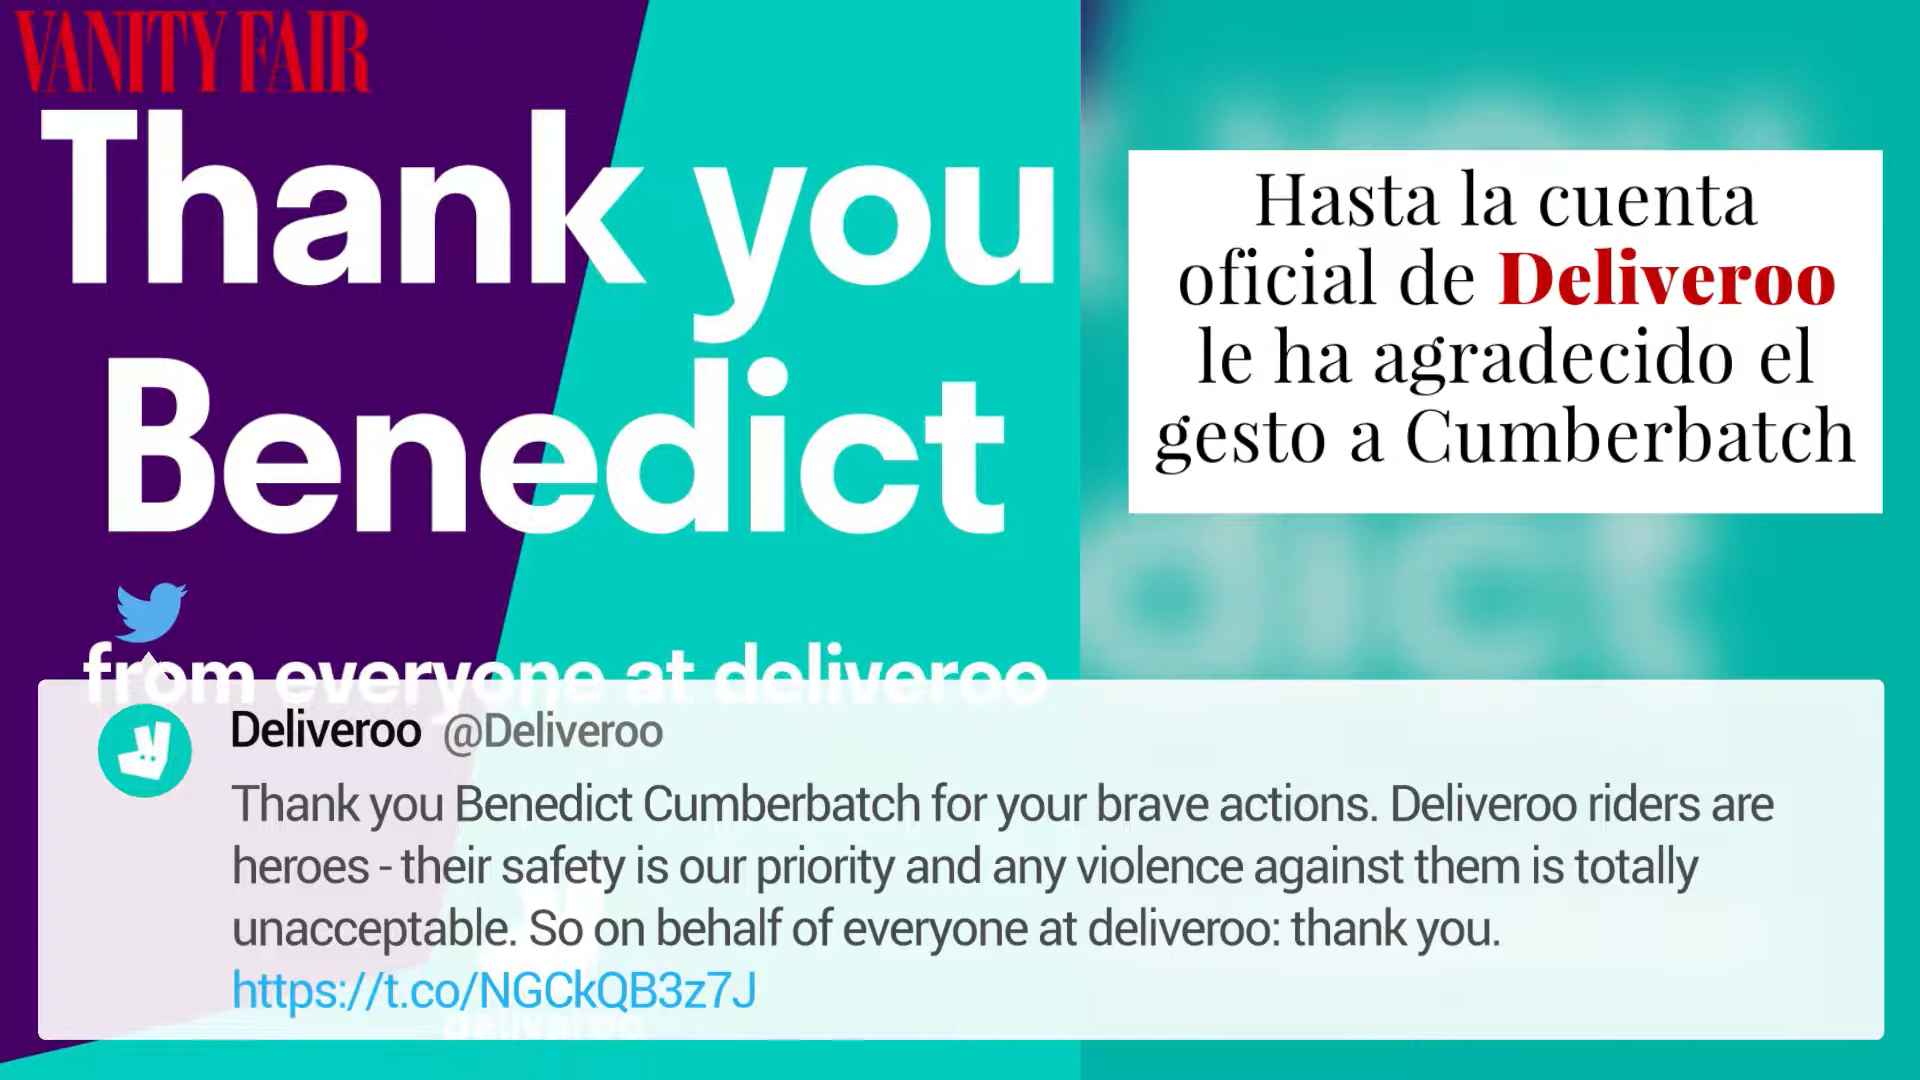 VANITY FAIR
Thank you
Benedict
from everyone at deliveroo
Hasta la cuenta
oficial de Deliveroo
le ha agradecido el
gesto a Cumberbatch
Deliveroo @Deliveroo
Thank you Benedict Cumberbatch for your brave actions. Deliveroo riders are
heroes - their safety is our priority and any violence against them is totally
unacceptable. So on behalf of everyone at deliveroo: thank you.
https://t.co/NGCkQB3z7J
deliveroo